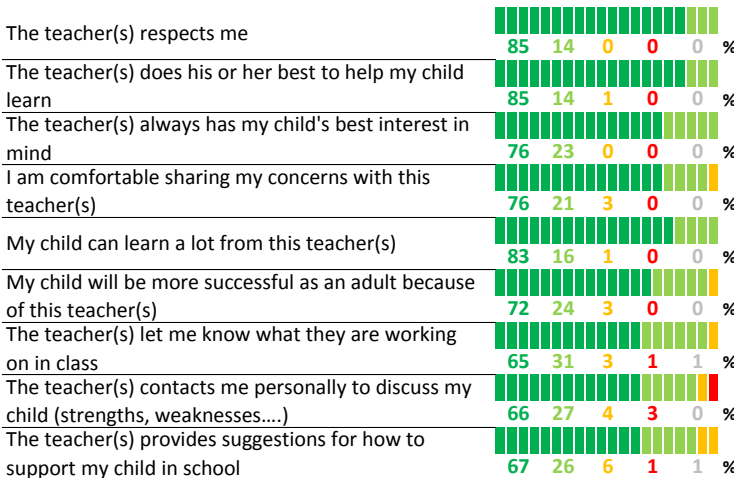 The teacher(s) respects me
85 14 0 0 0 %
The teacher(s) does his or her best to help my child
learn
85 14 1 0 0 %
The teacher(s) always has my child's best interest in
mind
76 23 0 0 0 %
I am comfortable sharing my concerns with this
teacher(s)
76 21 3 0 0 %
My child can learn a lot from this teacher(s)
83 16 1 0 0 %
My child will be more successful as an adult because
of this teacher(s)
72 24 3 0 0 %
The teacher(s) let me know what they are working
on in class
65 31 3 1 1 %
The teacher(s) contacts me personally to discuss my
child (strengths, weaknesses....)
66 27 4 3 0 %
The teacher(s) provides suggestions for how to
support my child in school
67 26 6 1 1 %